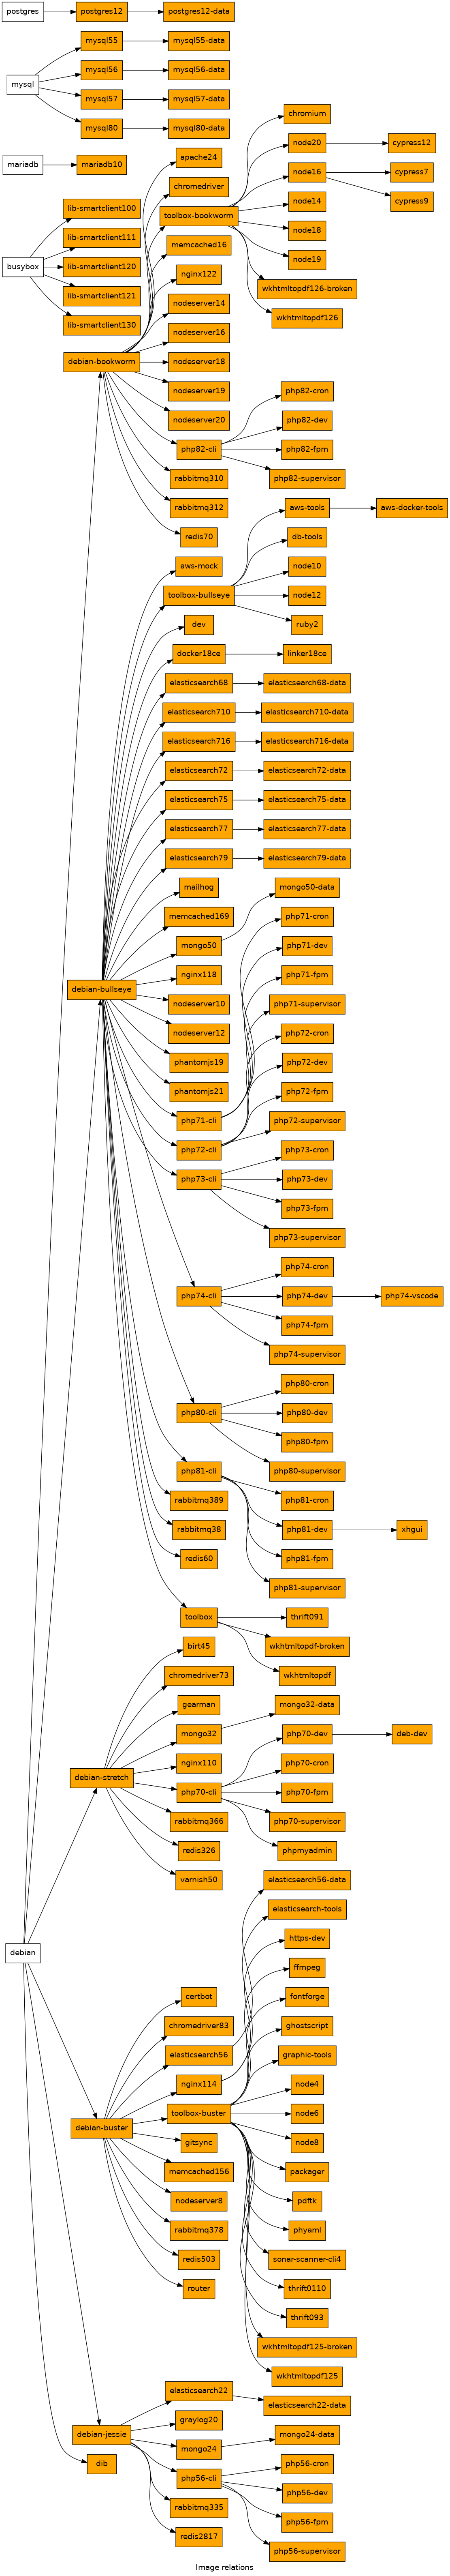 postgres
postgres12
postgres12-data
mysql
mysql55
mysql55-data
mysql56
mysql56-data
mysql57
mysql57-data
mysql80
mysql80-data
mariadb
mariadb10
busybox
lib-smartclient100
lib-smartclient111
lib-smartclient120
lib-smartclient121
lib-smartclient130
debian-bookworm
apache24
chromedriver
toolbox-bookworm
chromium
node20
cypress12
node16
cypress7
cypress9
node14
node18
node19
wkhtmltopdf126-broken
wkhtmltopdf126
memcached16
nginx122
nodeserver14
nodeserver16
nodeserver18
nodeserver19
nodeserver20
php82-cli
php82-cron
php82-dev
php82-fpm
php82-supervisor
rabbitmq310
rabbitmq312
redis70
debian-bullseye
aws-mock
toolbox-bullseye
aws-tools
aws-docker-tools
db-tools
node10
node12
ruby2
dev
docker18ce
linker18ce
elasticsearch68
elasticsearch68-data
elasticsearch710
elasticsearch710-data
elasticsearch716
elasticsearch716-data
elasticsearch72
elasticsearch72-data
elasticsearch75
elasticsearch75-data
elasticsearch77
elasticsearch77-data
elasticsearch79
elasticsearch79-data
mailhog
memcached169
mongo50
mongo50-data
nginx118
nodeserver10
nodeserver12
phantomjs19
phantomjs21
php71-cli
php71-cron
php71-dev
php71-fpm
php71-supervisor
php72-cli
php72-cron
php72-dev
php72-fpm
php72-supervisor
php73-cli
php73-cron
php73-dev
php73-fpm
php73-supervisor
php74-cli
php74-cron
php74-dev
php74-vscode
php74-fpm
php74-supervisor
php80-cli
php80-cron
php80-dev
php80-fpm
php80-supervisor
php81-cli
php81-cron
php81-dev
xhgui
php81-fpm
php81-supervisor
rabbitmq389
rabbitmq38
redis60
toolbox
thrift091
wkhtmltopdf-broken
wkhtmltopdf
debian
debian-stretch
birt45
chromedriver73
gearman
mongo32
mongo32-data
nginx110
php70-cli
php70-dev
deb-dev
php70-cron
php70-fpm
php70-supervisor
phpmyadmin
rabbitmq366
redis326
varnish50
debian-buster
certbot
chromedriver83
elasticsearch56
elasticsearch56-data
nginx114
https-dev
toolbox-buster
elasticsearch-tools
ffmpeg
fontforge
ghostscript
graphic-tools
node4
node6
node8
packager
pdftk
phyaml
sonar-scanner-cli4
thrift0110
thrift093
wkhtmltopdf125-broken
wkhtmltopdf125
gitsync
memcached156
nodeserver8
rabbitmq378
redis503
router
debian-jessie
elasticsearch22
elasticsearch22-data
graylog20
mongo24
mongo24-data
php56-cli
php56-cron
php56-dev
php56-fpm
php56-supervisor
rabbitmq335
redis2817
dib
Image relations